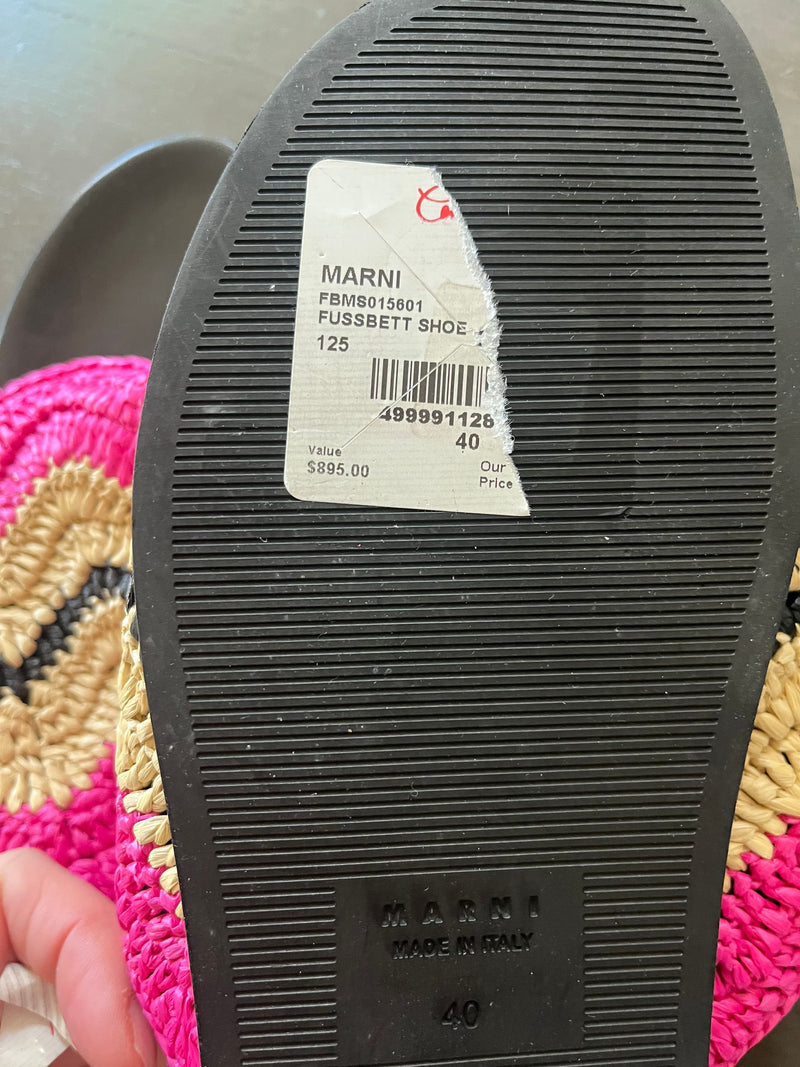 MARNI
FBMS015601
FUSSBETT SHOE
125
499991128
40
Value
$895.00
Our
Price
MARNI
MADE IN ITALY
40